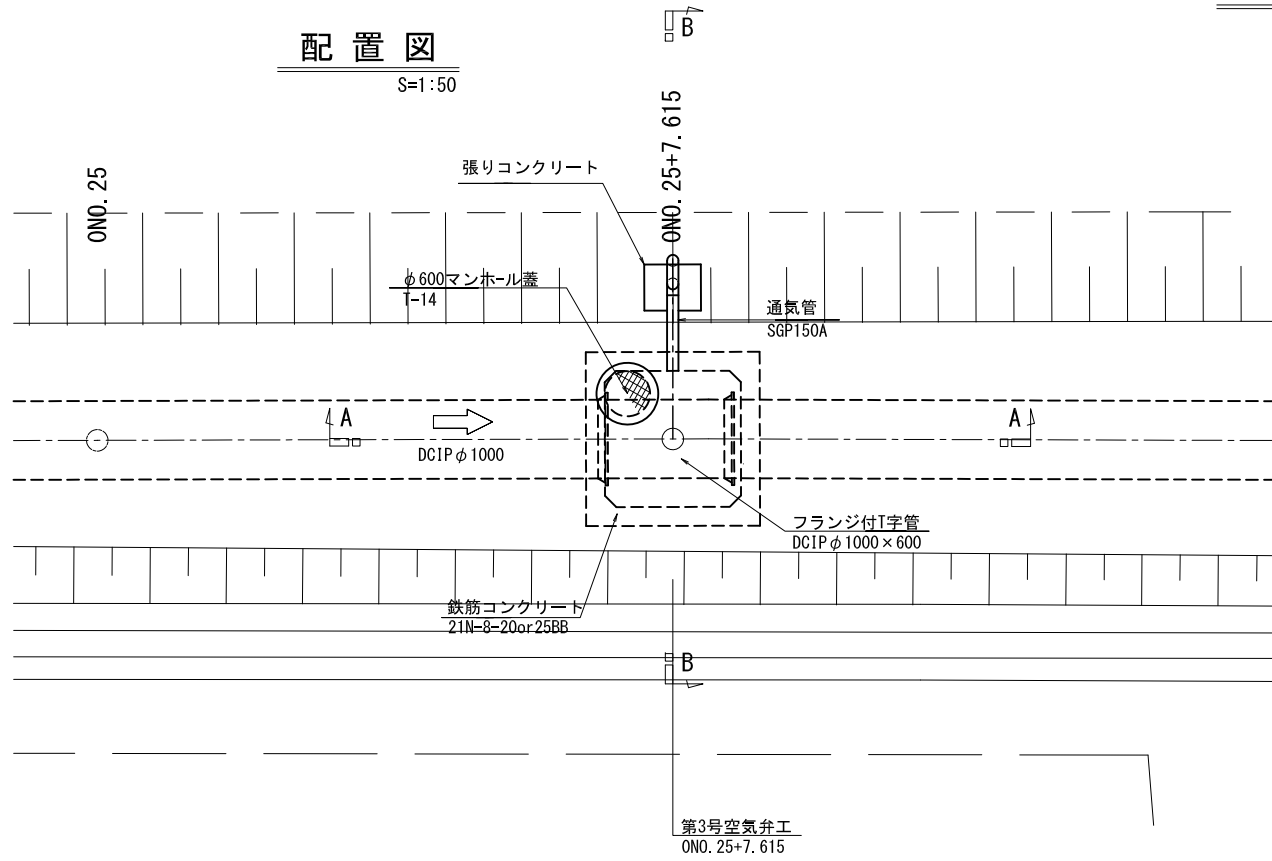 配置図
S=1:50
B
ONO.25
ONO.25+7.615
張りコンクリート
φ600マンホール蓋
T-14
通気管
SGP150A
A
A
DCIPφ1000
フランジ付T字管
DCIPφ1000×600
鉄筋コンクリート
21N-8-20or25BB
B
第3号空気弁工
ONO.25+7.615